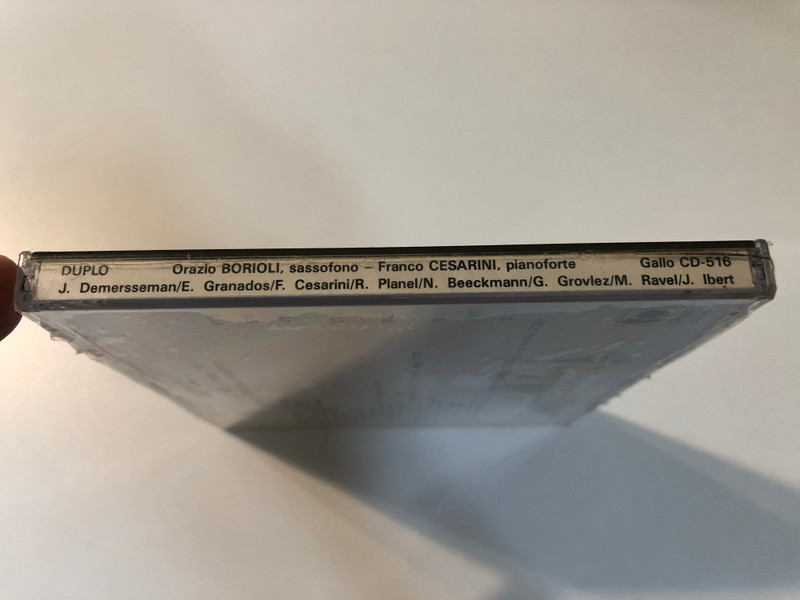 DUPLO Orazio BORIOLI, sassofono – Franco CESARINI, pianoforte Gallo CD-516
J. Demersseman/E. Granados/F. Cesarini/R. Planel/N. Beeckmann/G. Grovlez/M. Ravel/J. Ibert